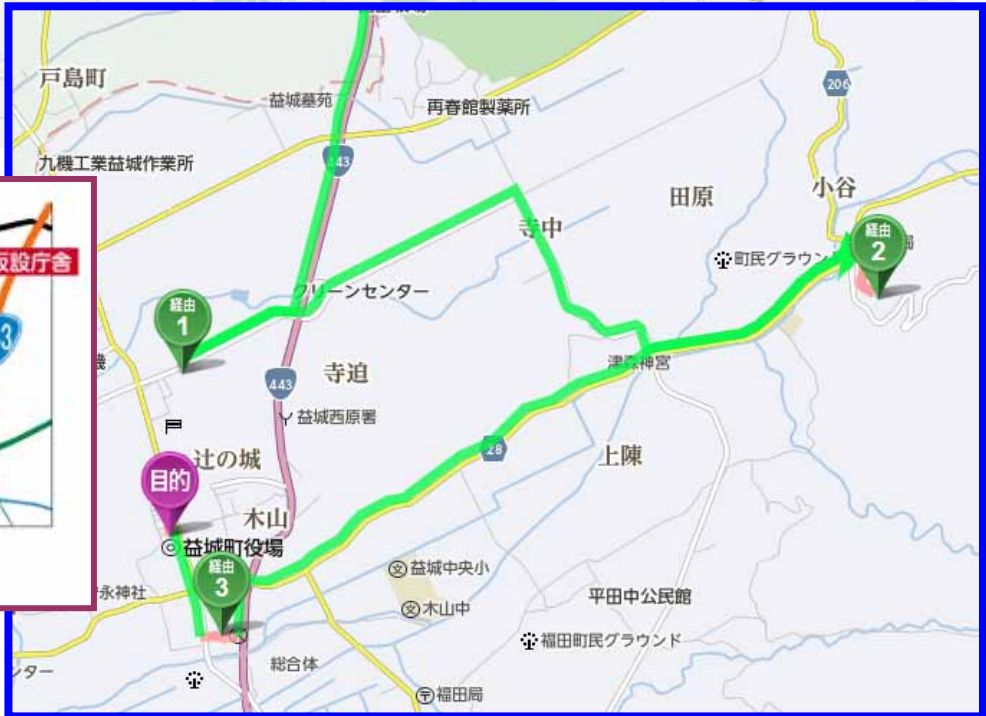 戸島町
益城墓苑
再春館製薬所
206
九機工業益城作業所
443
田原
小谷
寺中
経由
2
町民グラウン
仮設庁舎
3
経由
1
クリーンセンター
機
寺迫
津森神宮
443
益城西原署
辻の城
28
上陳
目的
木山
益城町役場
経由
3
文 益城中央小
永神社
文 木山中
平田中公民館
福田町民グラウンド
総合体
ンター
福田局